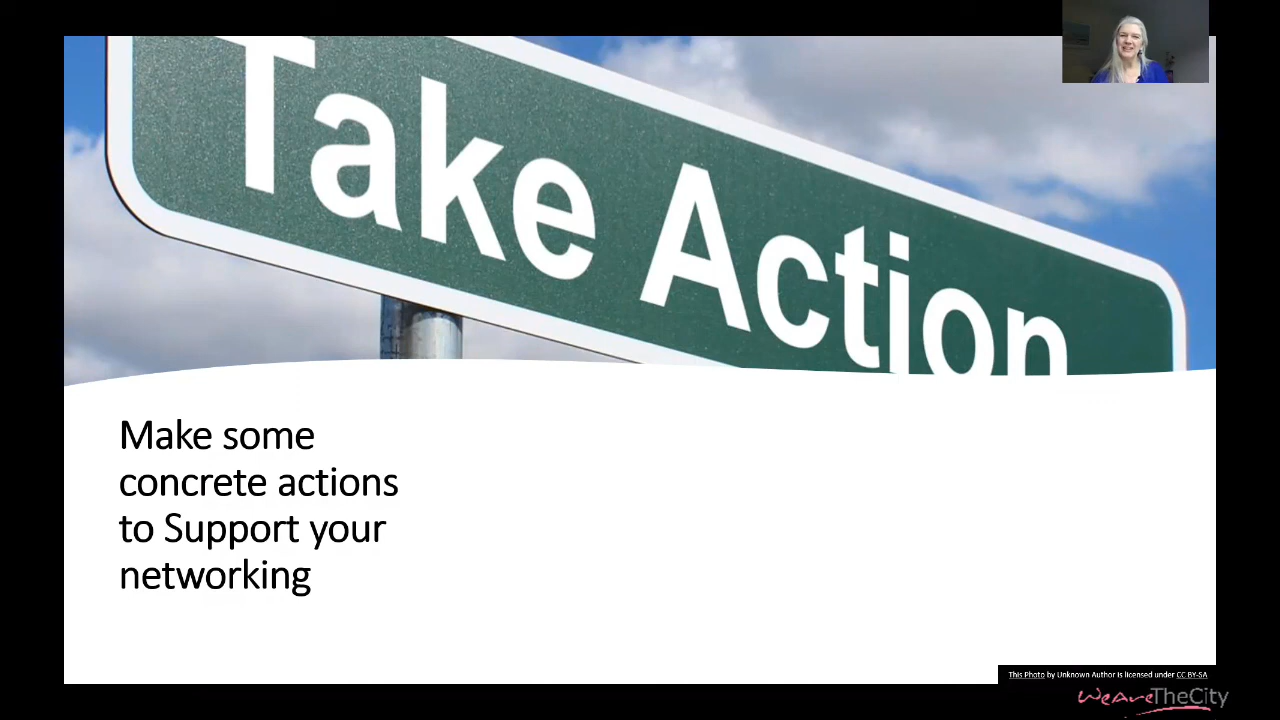 Take Action
Make some
concrete actions
to Support your
networking
This Photo by Unknown Author is licensed under CC BY-SA
WeAreTheCity